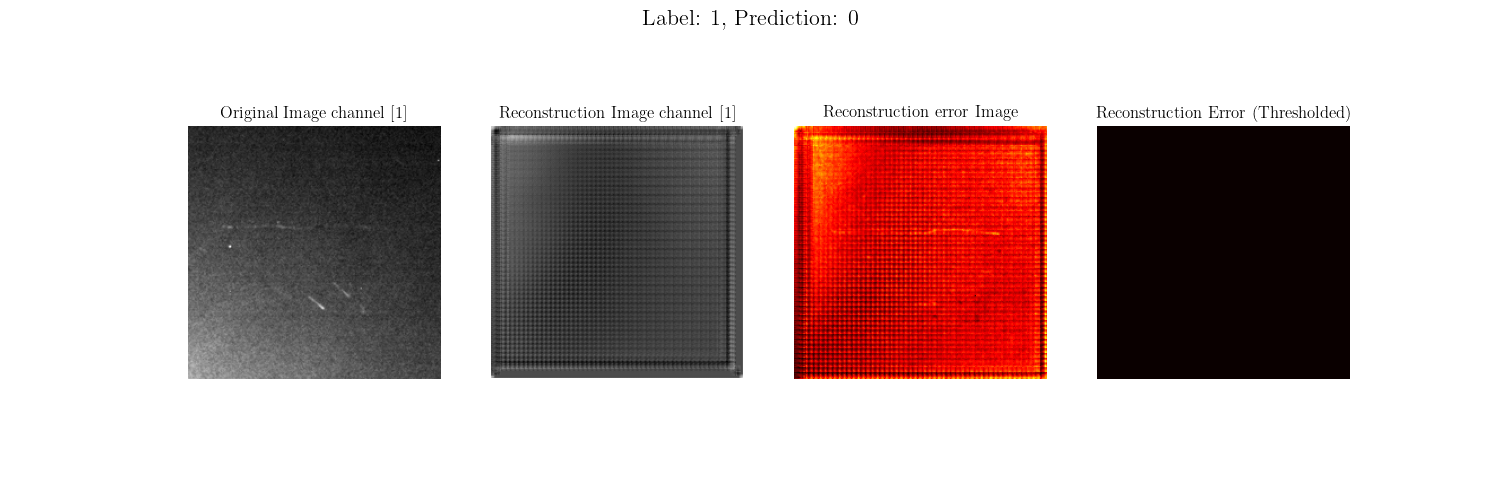 Label: 1, Prediction: 0
Original Image channel [1]
Reconstruction Image channel [1]
Reconstruction error Image
Reconstruction Error (Thresholded)